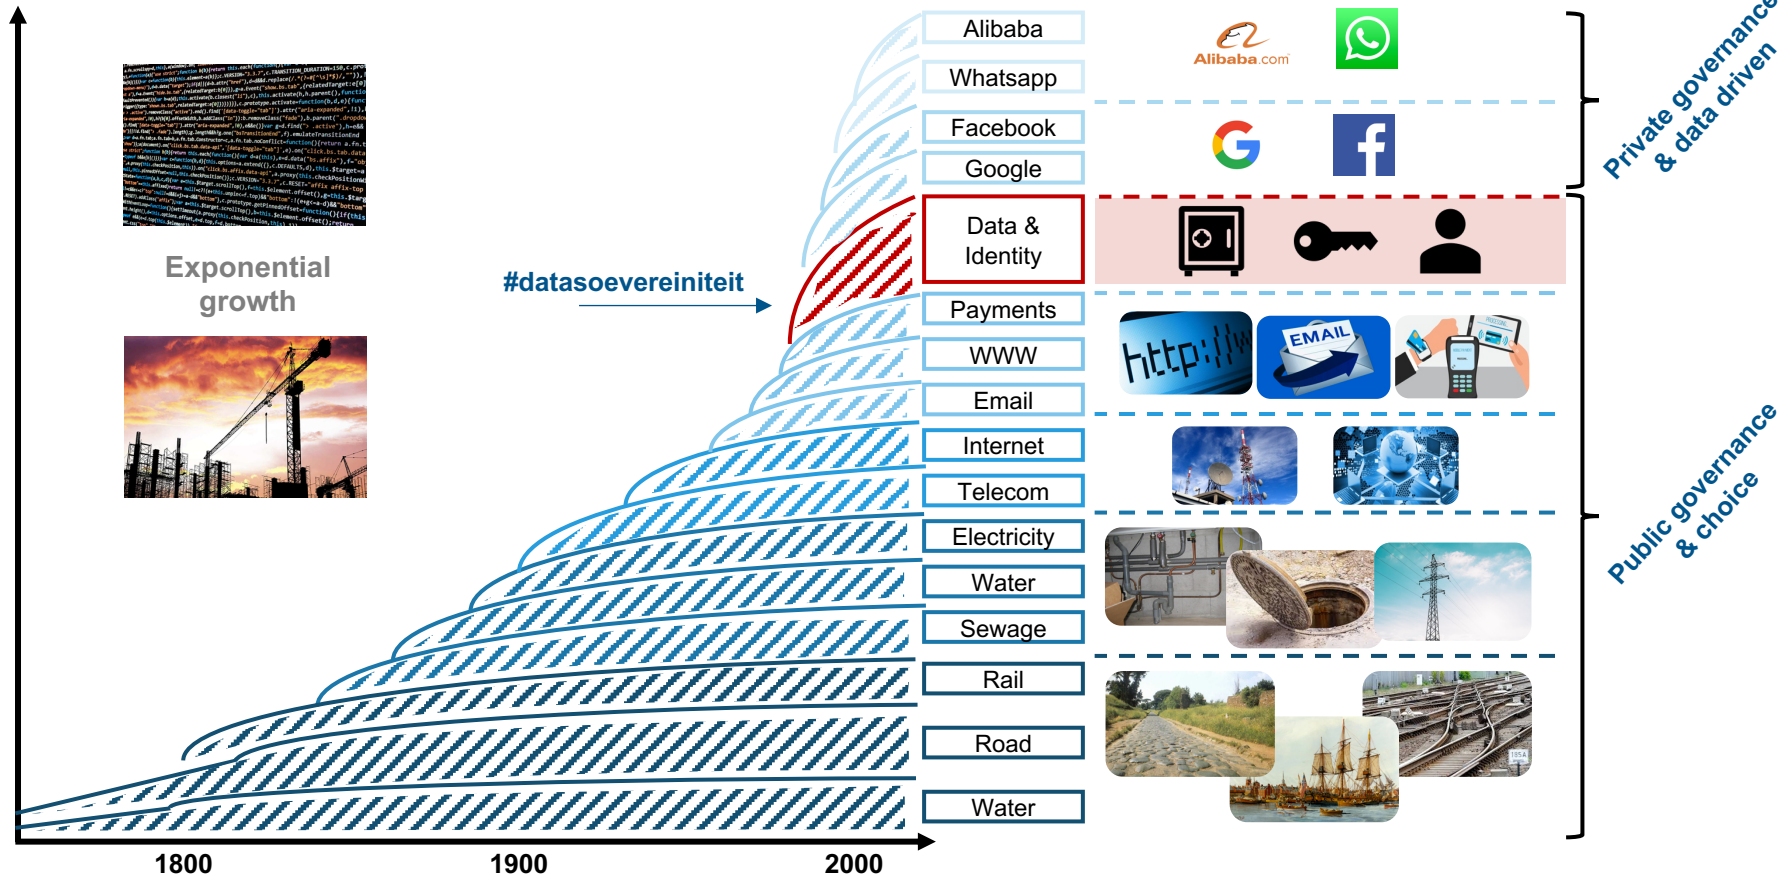 Alibaba
Whatsapp
Facebook
Google
Data &
Identity
Payments
WWW
Email
Internet
Telecom
Electricity
Water
Sewage
Rail
Road
Water
Exponential
growth
#datasoevereiniteit
1800
1900
2000
Alibaba.com
http://w
EMAIL
185A
Private governance
& data driven
Public governance
& choice